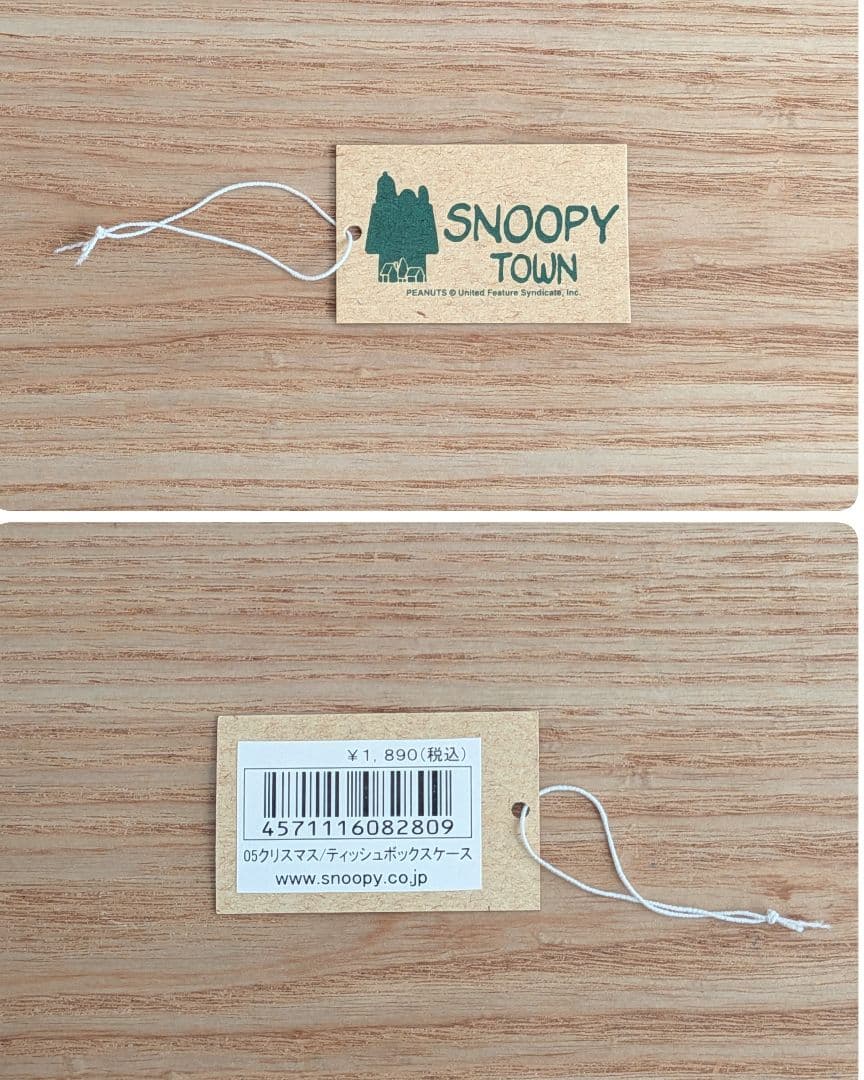 SNOOPY
TOWN
PEANUTS © United Feature Syndicate, Inc.
￥1,890(税込)
4571116082809
05クリスマス/ティッシュボックスケース
www.snoopy.co.jp